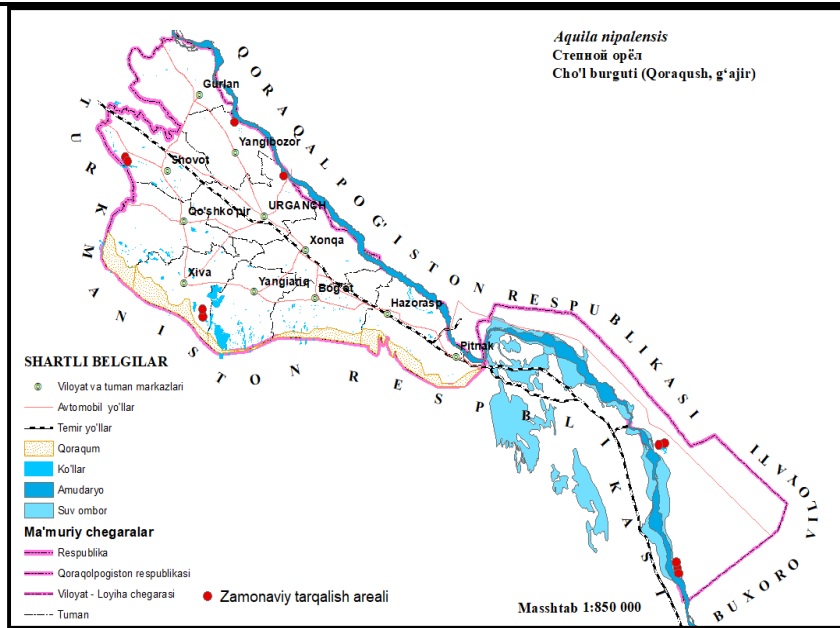 Aquila nipalensis
Степной орёл
Cho'l burguti (Qoraqush, g‘ajir)
QORAQALPOG'ISTON RESPUBLIKASI
TURKMANISTON RESPBLIKASI
BUXORO VILOYATI
Gurlan
Yangibozor
Shovot
URGANCH
Qo'shko'pir
Xonqa
Xiva
Yangiariq
Bog'ot
Hazorasp
Pitnak
SHARTLI BELGILAR
Viloyat va tuman markazlari
Avtomobil yo'llar
Temir yo'llar
Qoraqum
Ko'llar
Amudaryo
Suv ombor
Ma'muriy chegaralar
Respublika
Qoraqolpogiston respublikasi
Viloyat - Loyiha chegarasi
Tuman
Zamonaviy tarqalish areali
Masshtab 1:850 000